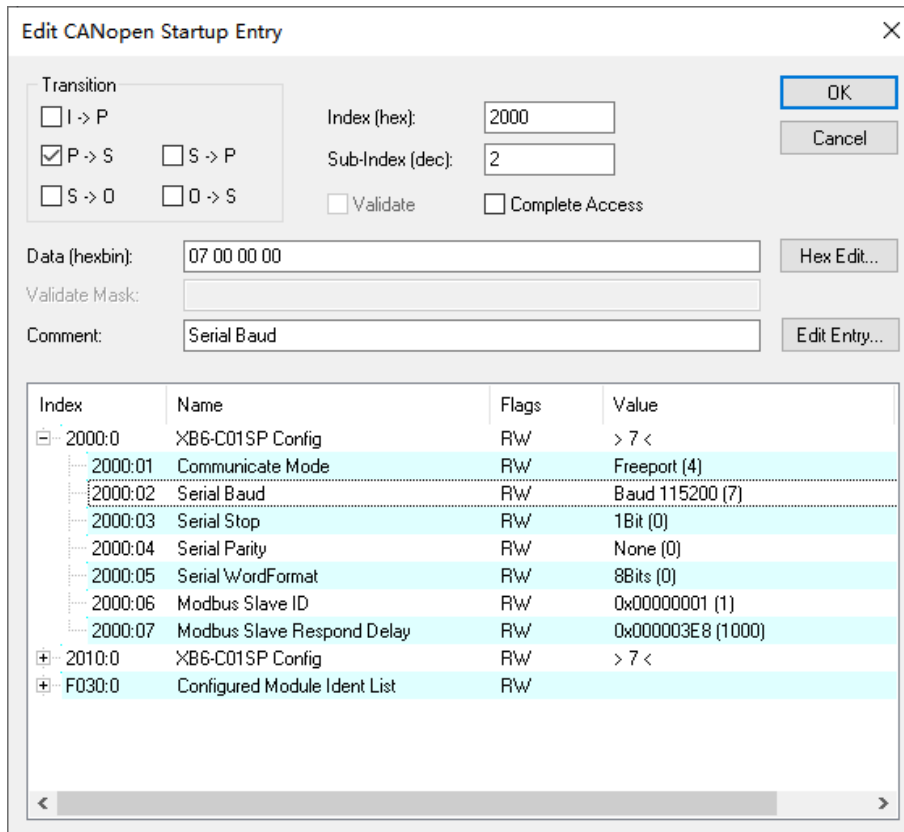 Edit CANopen Startup Entry
Transition
I -> P
P -> S S -> P
S -> O O -> S
Index (hex): 2000
Sub-Index (dec): 2
Validate Complete Access
OK
Cancel
Data (hexbin): 07 00 00 00 Hex Edit...
Validate Mask:
Comment: Serial Baud Edit Entry...
Index Name Flags Value
2000:0 XB6-C01SP Config RW > 7 <
2000:01 Communicate Mode RW Freeport (4)
2000:02 Serial Baud RW Baud 115200 (7)
2000:03 Serial Stop RW 1Bit (0)
2000:04 Serial Parity RW None (0)
2000:05 Serial WordFormat RW 8Bits (0)
2000:06 Modbus Slave ID RW 0x00000001 (1)
2000:07 Modbus Slave Respond Delay RW 0x000003E8 (1000)
2010:0 XB6-C01SP Config RW > 7 <
F030:0 Configured Module Ident List RW